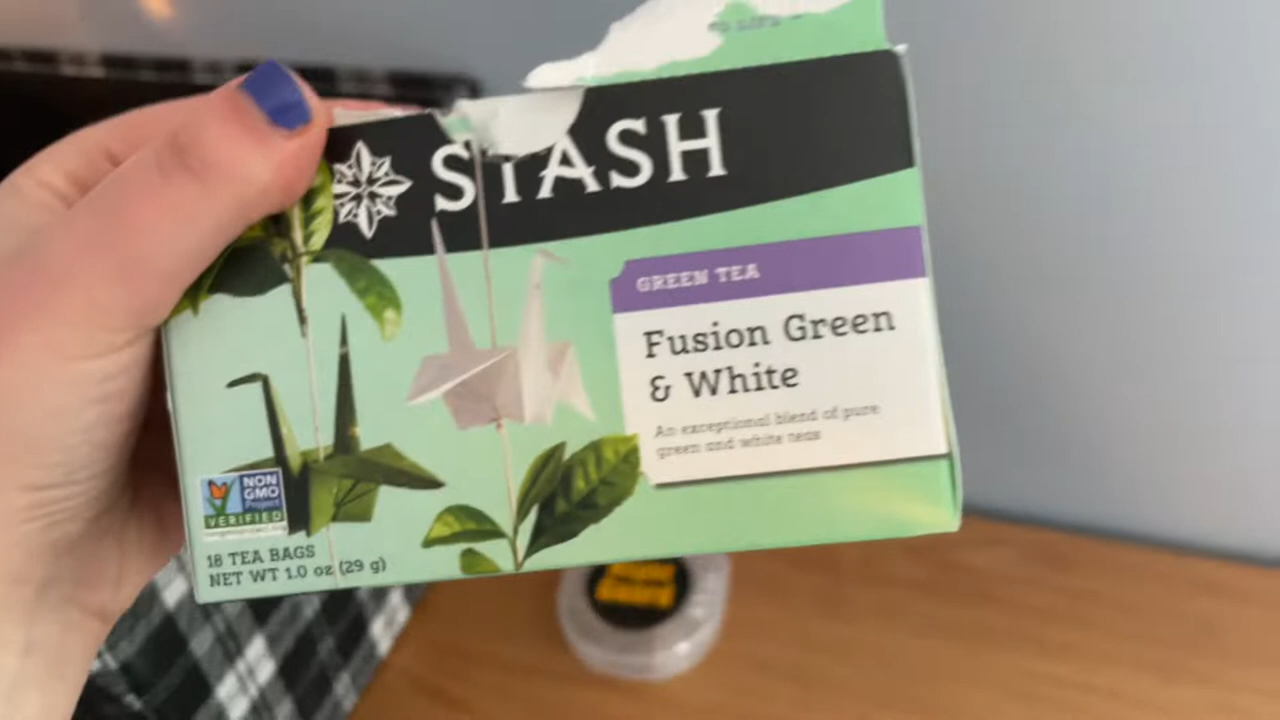 STASH
GREEN TEA
Fusion Green
& White
An exceptional blend of pure
green and white teas
NON
GMO
Project
VERIFIED
18 TEA BAGS
NET WT 1.0 oz (29 g)